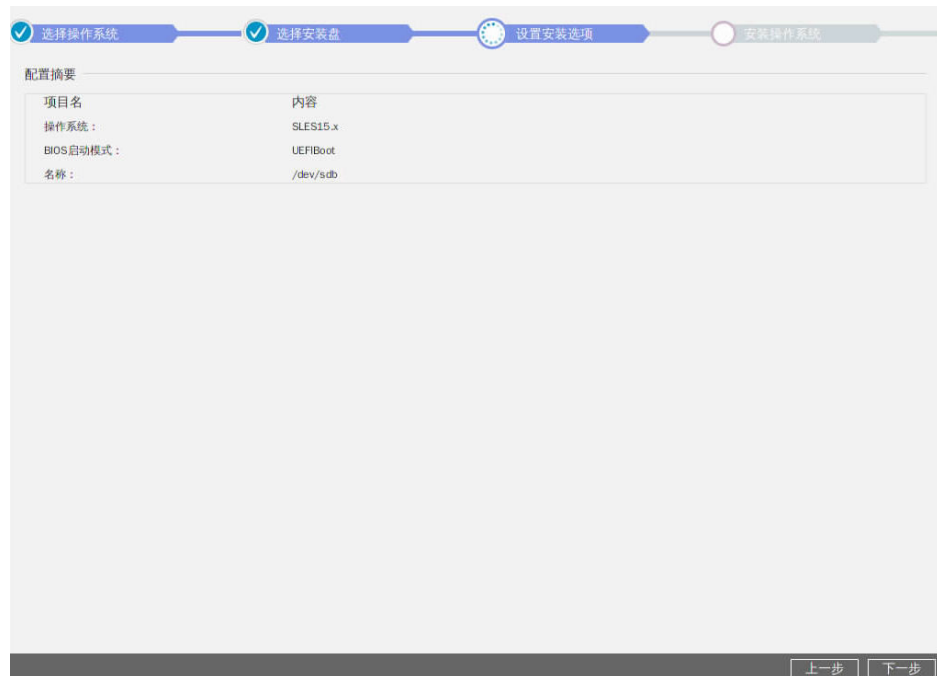 选择操作系统 选择安装盘 设置安装选项 安装操作系统
配置摘要
项目名 内容
操作系统： SLES15.x
BIOS启动模式： UEFIBoot
名称： /dev/sdb
上一步 下一步